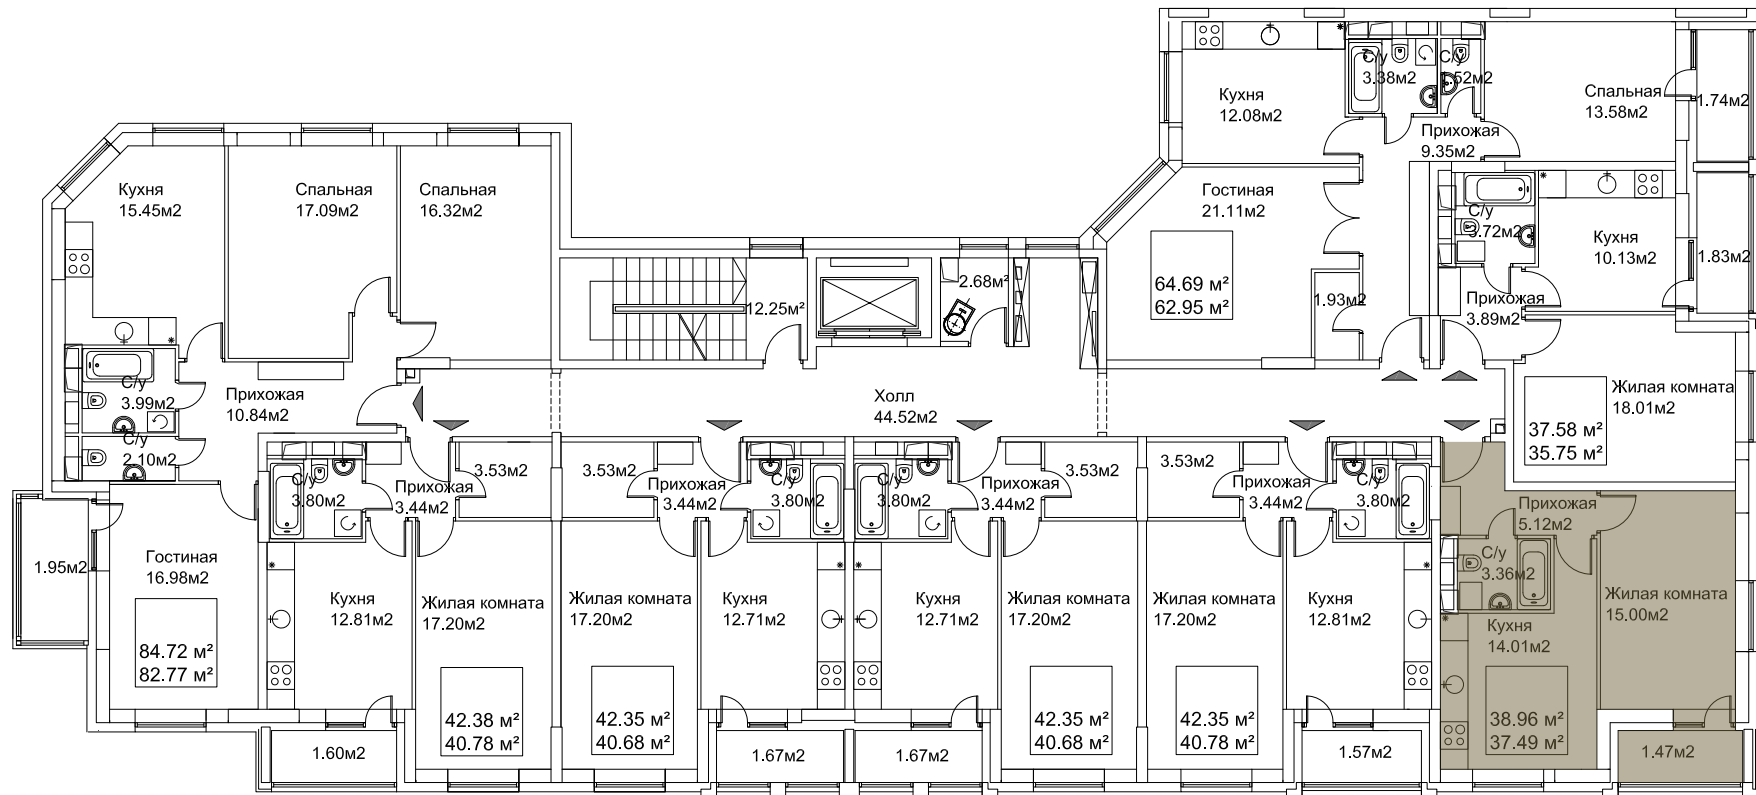 Кухня
12.08м2
С/у
3.38м2
С/у
.52м2
Спальная
13.58м2
1.74м2
Прихожая
9.35м2
Кухня
15.45м2
Спальная
17.09м2
Спальная
16.32м2
Гостиная
21.11м2
64.69 м²
62.95 м²
1.93м2
С/у
3.72м2
Кухня
10.13м2
1.83м2
Прихожая
3.89м2
12.25м²
2.68м²
С/у
3.99м2
С/у
2.10м2
Прихожая
10.84м2
Холл
44.52м2
Жилая комната
18.01м2
37.58 м²
35.75 м²
1.95м2
Гостиная
16.98м2
84.72 м²
82.77 м²
С/у
3.80м2
Прихожая
3.44м2
3.53м2
Кухня
12.81м2
Жилая комната
17.20м2
42.38 м²
40.78 м²
1.60м2
3.53м2
Прихожая
3.44м2
С/у
3.80м2
Жилая комната
17.20м2
Кухня
12.71м2
42.35 м²
40.68 м²
1.67м2
С/у
3.80м2
Прихожая
3.44м2
3.53м2
Кухня
12.71м2
Жилая комната
17.20м2
42.35 м²
40.68 м²
1.67м2
3.53м2
Прихожая
3.44м2
С/у
3.80м2
Жилая комната
17.20м2
Кухня
12.81м2
42.35 м²
40.78 м²
1.57м2
Прихожая
5.12м2
С/у
3.36м2
Жилая комната
15.00м2
Кухня
14.01м2
38.96 м²
37.49 м²
1.47м2